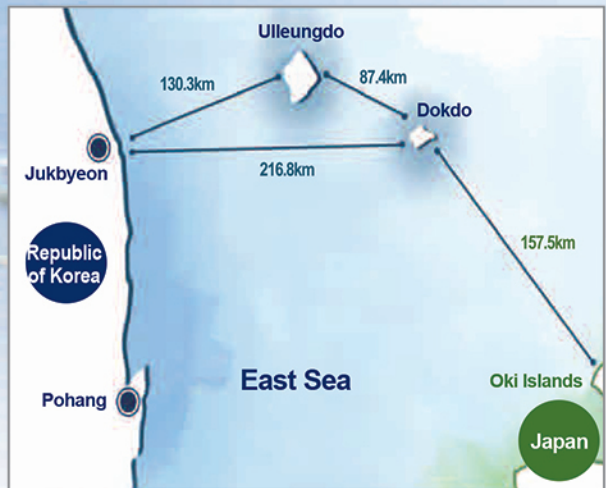 Ulleungdo
130.3km
87.4km
Dokdo
Jukbyeon
216.8km
157.5km
Republic
of Korea
East Sea
Oki Islands
Pohang
Japan